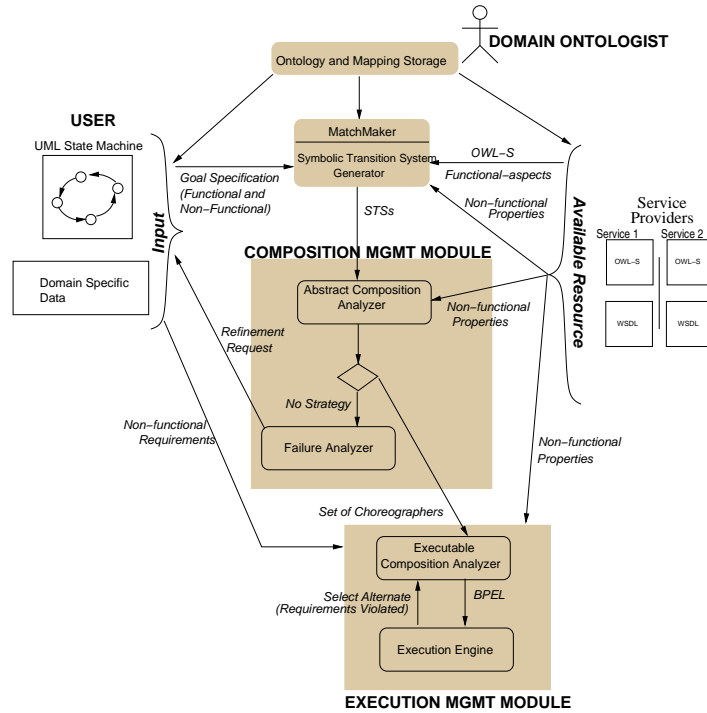 DOMAIN ONTOLOGIST
Ontology and Mapping Storage
USER
UML State Machine
MatchMaker
Symbolic Transition System
Generator
OWL−S
Functional−aspects
Goal Specification
(Functional and
Non−Functional)
Non−functional
Properties
Service
Providers
Service 1
Service 2
OWL−S
OWL−S
WSDL
WSDL
Input
Available Resource
STSs
COMPOSITION MGMT MODULE
Domain Specific
Data
Abstract Composition
Analyzer
Non−functional
Properties
Refinement
Request
No Strategy
Non−functional
Requirements
Failure Analyzer
Non−functional
Properties
Set of Choreographers
Executable
Composition Analyzer
Select Alternate
(Requirements Violated)
BPEL
Execution Engine
EXECUTION MGMT MODULE